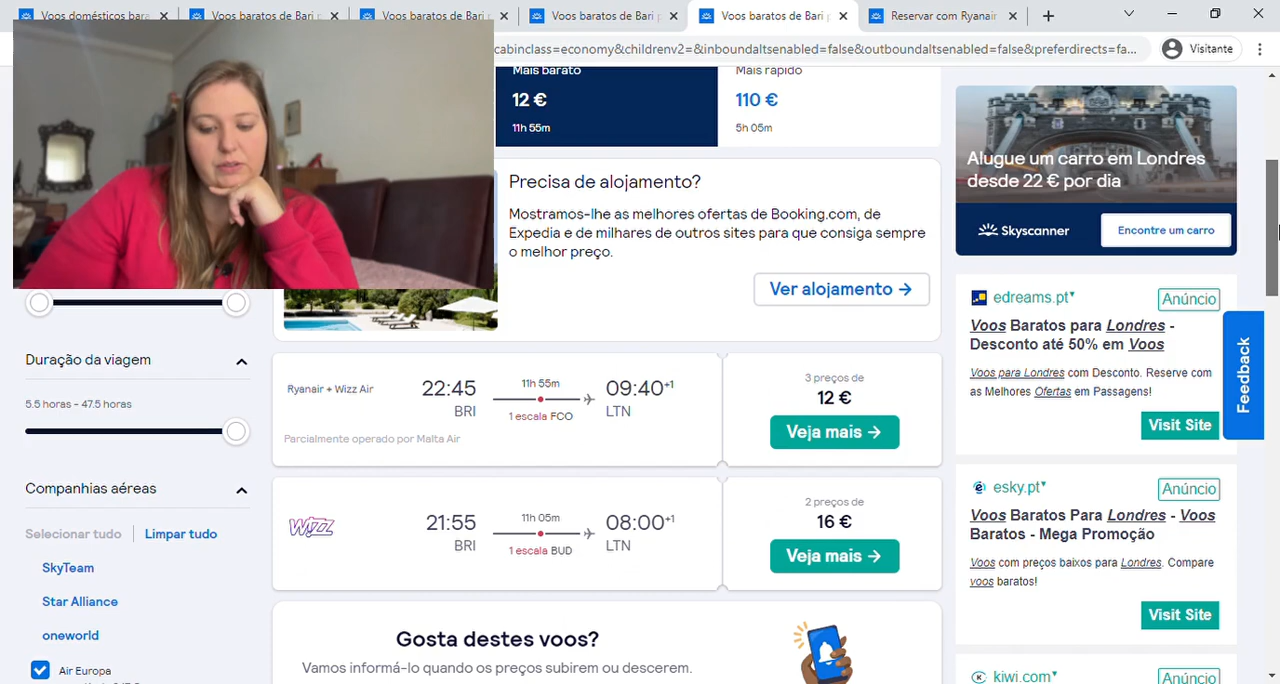 Voos domésticos bara
Voos baratos de Bari p
Voos baratos de Bari p
Voos baratos de Bari p
Voos baratos de Bari p
Reservar com Ryanair
cabinclass=economy&childrenv2=&inboundaltsenabled=false&outboundaltsenabled=false&preferdirects=fa...
Visitante
Mais barato
12 €
11h 55m
Mais rápido
110 €
5h 05m
Precisa de alojamento?
Mostramos-lhe as melhores ofertas de Booking.com, de
Expedia e de milhares de outros sites para que consiga sempre
o melhor preço.
Ver alojamento →
Duração da viagem
5.5 horas - 47.5 horas
Companhias aéreas
Selecionar tudo
Limpar tudo
SkyTeam
Star Alliance
oneworld
Air Europa
Ryanair + Wizz Air
22:45
BRI
11h 55m
1 escala FCO
09:40+1
LTN
Parcialmente operado por Malta Air
3 preços de
12 €
Veja mais →
WIZZ
21:55
BRI
11h 05m
1 escala BUD
08:00+1
LTN
2 preços de
16 €
Veja mais →
Gosta destes voos?
Vamos informá-lo quando os preços subirem ou descerem.
Alugue um carro em Londres
desde 22 € por dia
Skyscanner
Encontre um carro
edreams.pt
Anúncio
Voos Baratos para Londres -
Desconto até 50% em Voos
Voos para Londres com Desconto. Reserve com
as Melhores Ofertas em Passagens!
Visit Site
Feedback
esky.pt
Anúncio
Voos Baratos Para Londres - Voos
Baratos - Mega Promoção
Voos com preços baixos para Londres. Compare
voos baratos!
Visit Site
kiwi.com
Anúncio